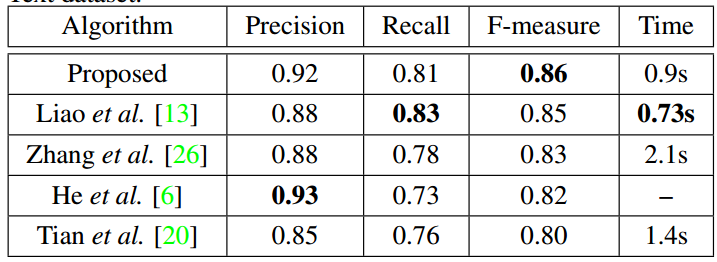 Text dataset.
Algorithm Precision Recall F-measure Time
Proposed 0.92 0.81 0.86 0.9s
Liao et al. [13] 0.88 0.83 0.85 0.73s
Zhang et al. [26] 0.88 0.78 0.83 2.1s
He et al. [6] 0.93 0.73 0.82 –
Tian et al. [20] 0.85 0.76 0.80 1.4s